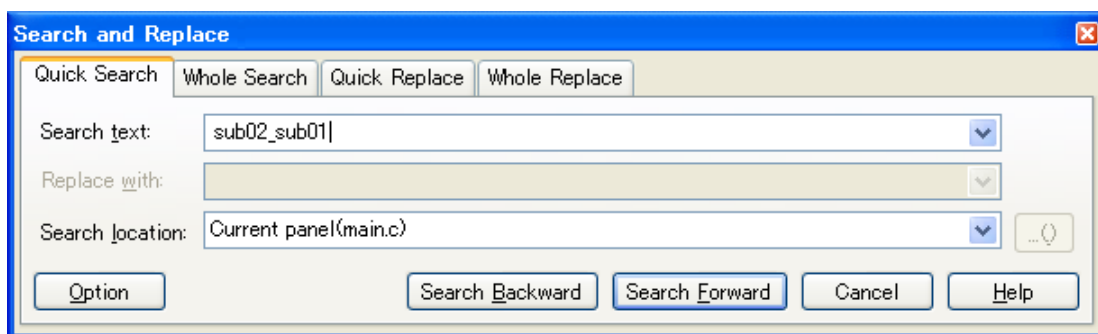 Search and Replace
Quick Search Whole Search Quick Replace Whole Replace
Search text: sub02_sub01
Replace with:
Search location: Current panel(main.c) ...()
Option Search Backward Search Forward Cancel Help